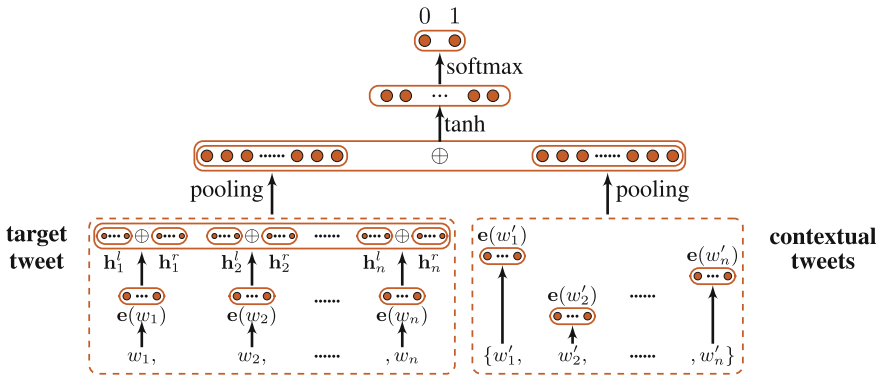 0 1
softmax
...
tanh
...... ⊕ ......
pooling pooling
target
tweet
⊕ ⊕ ...... ⊕
h_1^l h_1^r h_2^l h_2^r h_n^l h_n^r
e(w_1) e(w_2) ...... e(w_n)
w_1, w_2, ...... , w_n
e(w′_1) e(w′_2) ...... e(w′_n)
{w′_1, w′_2, ...... , w′_n}
contextual
tweets